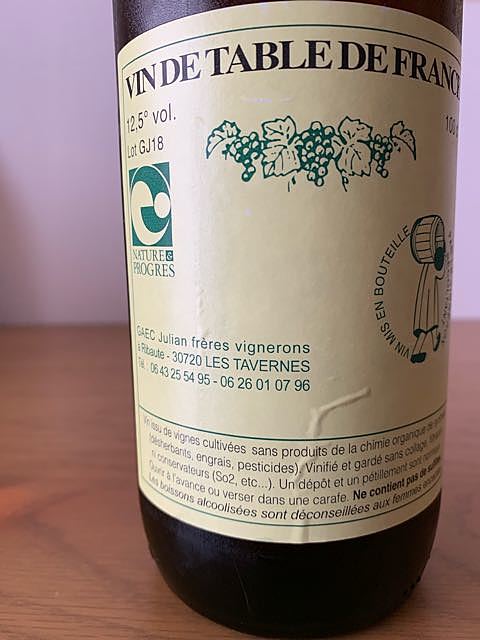 VIN DE TABLE DE FRANCE
12,5° vol.
100
Lot GJ18
NATURE &
PROGRES
VIN MIS EN BOUTEILLE
GAEC Julian frères vignerons
à Ribaute - 30720 LES TAVERNES
Tél : 06 43 25 54 95 - 06 26 01 07 96
Vin issu de vignes cultivées sans produits de la chimie organique de
(désherbants, engrais, pesticides). Vinifié et gardé sans collage,
ni conservateurs (So2, etc...). Un dépôt et un pétillement sont
Ouvrir à l'avance ou verser dans une carafe. Ne contient pas de
Les boissons alcoolisées sont déconseillées aux femmes